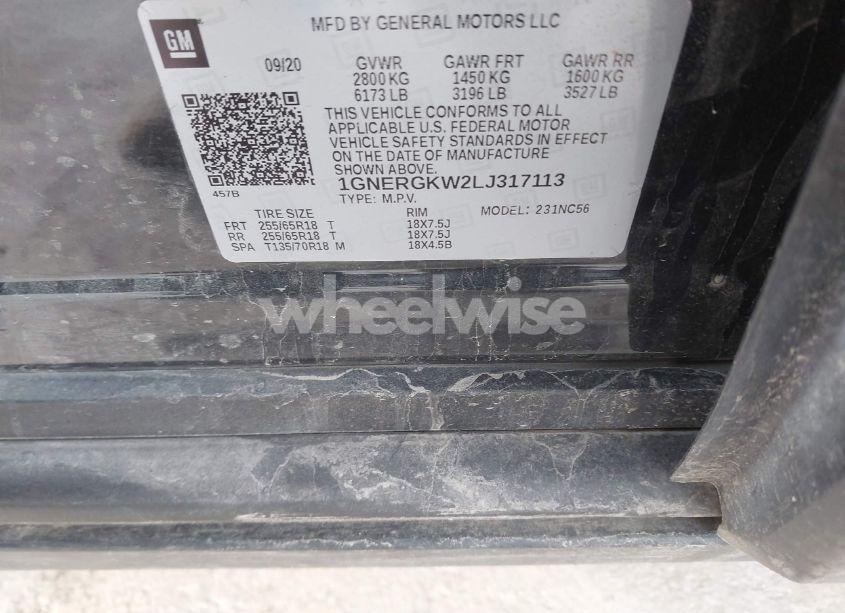 GM
MFD BY GENERAL MOTORS LLC
09/20 GVWR GAWR FRT GAWR RR
2800 KG 1450 KG 1600 KG
6173 LB 3196 LB 3527 LB
THIS VEHICLE CONFORMS TO ALL
APPLICABLE U.S. FEDERAL MOTOR
VEHICLE SAFETY STANDARDS IN EFFECT
ON THE DATE OF MANUFACTURE
SHOWN ABOVE.
457B
1GNERGKW2LJ317113
TYPE: M.P.V. MODEL: 231NC56
TIRE SIZE RIM
FRT 255/65R18 T 18X7.5J
RR 255/65R18 T 18X7.5J
SPA T135/70R18 M 18X4.5B
wheelwise